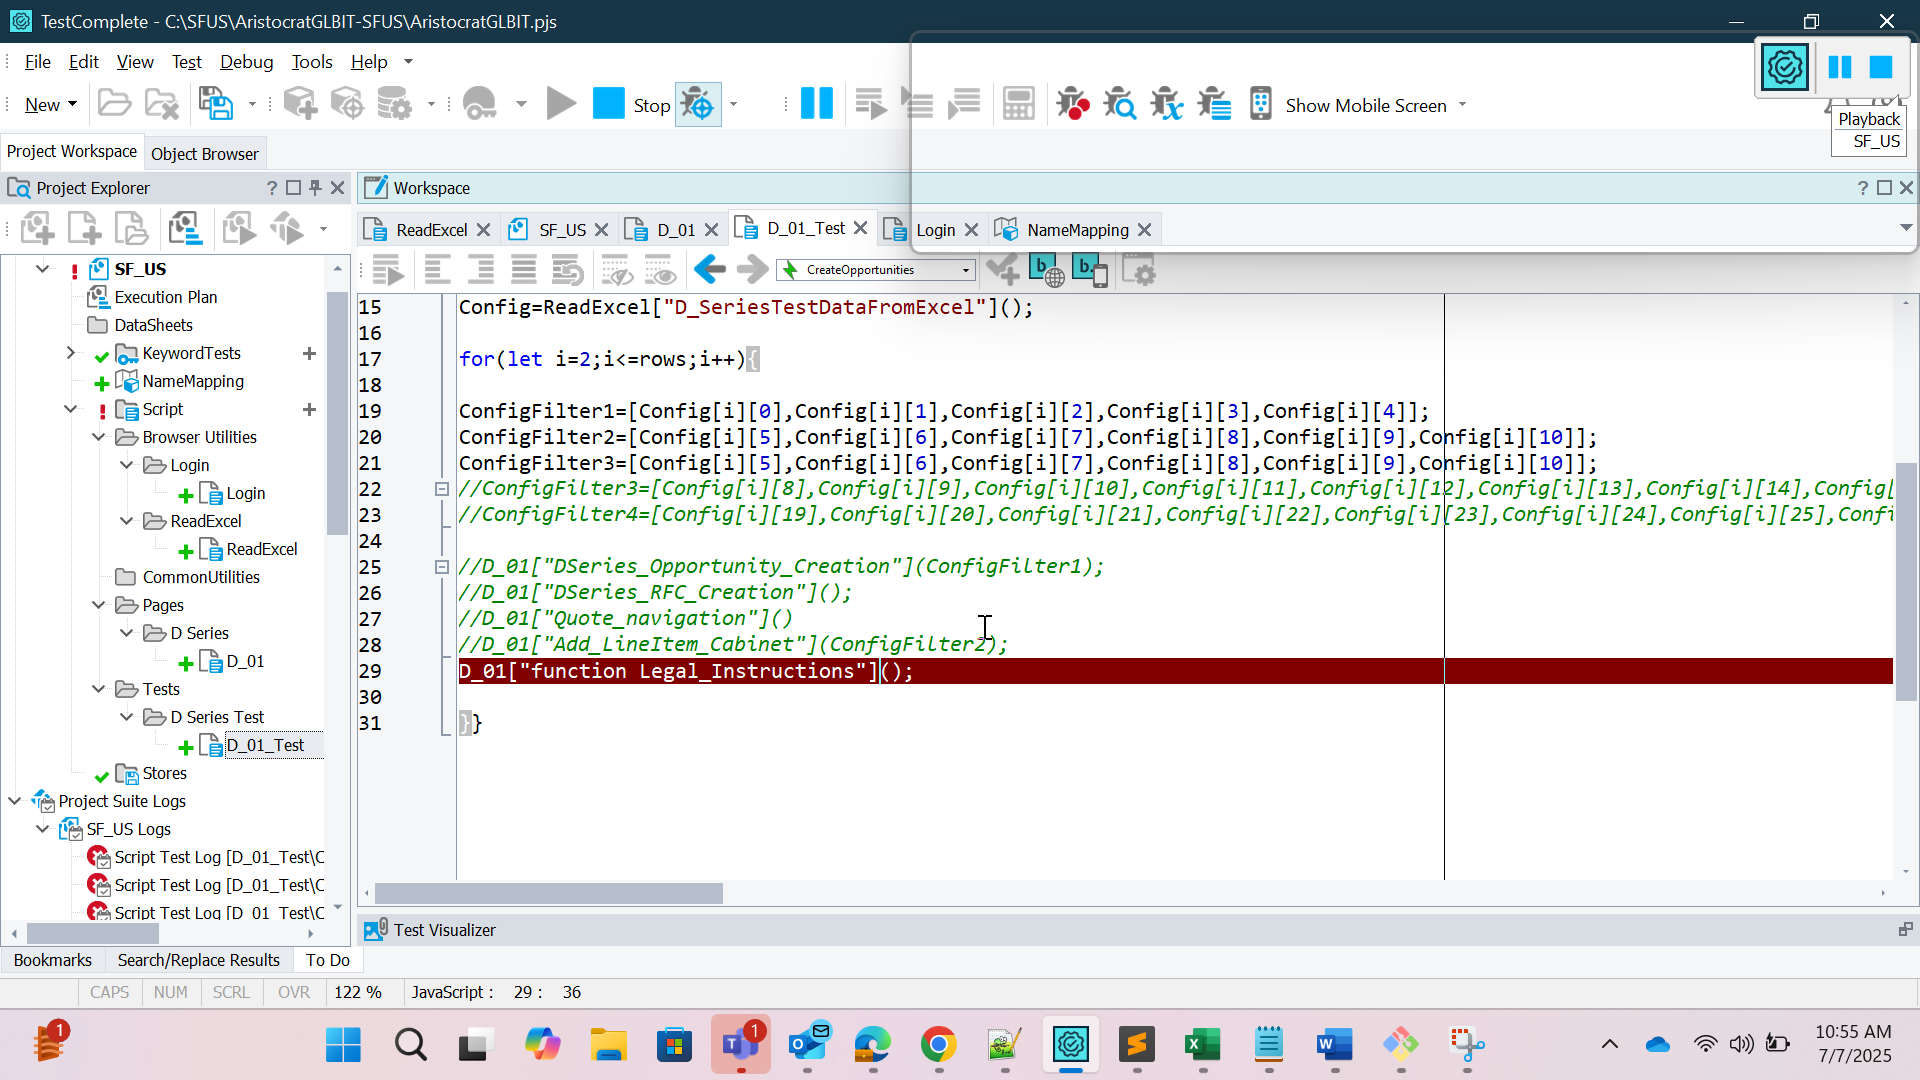 TestComplete - C:\SFUS\AristocratGLBIT-SFUS\AristocratGLBIT.pjs
File Edit View Test Debug Tools Help
New Stop Show Mobile Screen
Playback
SF_US
Project Workspace Object Browser
Project Explorer ?
Workspace ?
ReadExcel SF_US D_01 D_01_Test Login NameMapping
CreateOpportunities
SF_US
Execution Plan
DataSheets
KeywordTests
NameMapping
Script
Browser Utilities
Login
Login
ReadExcel
ReadExcel
CommonUtilities
Pages
D Series
D_01
Tests
D Series Test
D_01_Test
Stores
Project Suite Logs
SF_US Logs
Script Test Log [D_01_Test\C
Script Test Log [D_01_Test\C
Script Test Log [D_01_Test\C
15 Config=ReadExcel["D_SeriesTestDataFromExcel"]();
16
17 for(let i=2;i<=rows;i++){
18
19 ConfigFilter1=[Config[i][0],Config[i][1],Config[i][2],Config[i][3],Config[i][4]];
20 ConfigFilter2=[Config[i][5],Config[i][6],Config[i][7],Config[i][8],Config[i][9],Config[i][10]];
21 ConfigFilter3=[Config[i][5],Config[i][6],Config[i][7],Config[i][8],Config[i][9],Config[i][10]];
22 //ConfigFilter3=[Config[i][8],Config[i][9],Config[i][10],Config[i][11],Config[i][12],Config[i][13],Config[i][14],Config[
23 //ConfigFilter4=[Config[i][19],Config[i][20],Config[i][21],Config[i][22],Config[i][23],Config[i][24],Config[i][25],Confi
24
25 //D_01["DSeries_Opportunity_Creation"](ConfigFilter1);
26 //D_01["DSeries_RFC_Creation"]();
27 //D_01["Quote_navigation"]()
28 //D_01["Add_LineItem_Cabinet"](ConfigFilter2);
29 D_01["function Legal_Instructions"]();
30
31 }}
Test Visualizer
Bookmarks Search/Replace Results To Do
CAPS NUM SCRL OVR 122 % JavaScript : 29 : 36
1
1
10:55 AM
7/7/2025